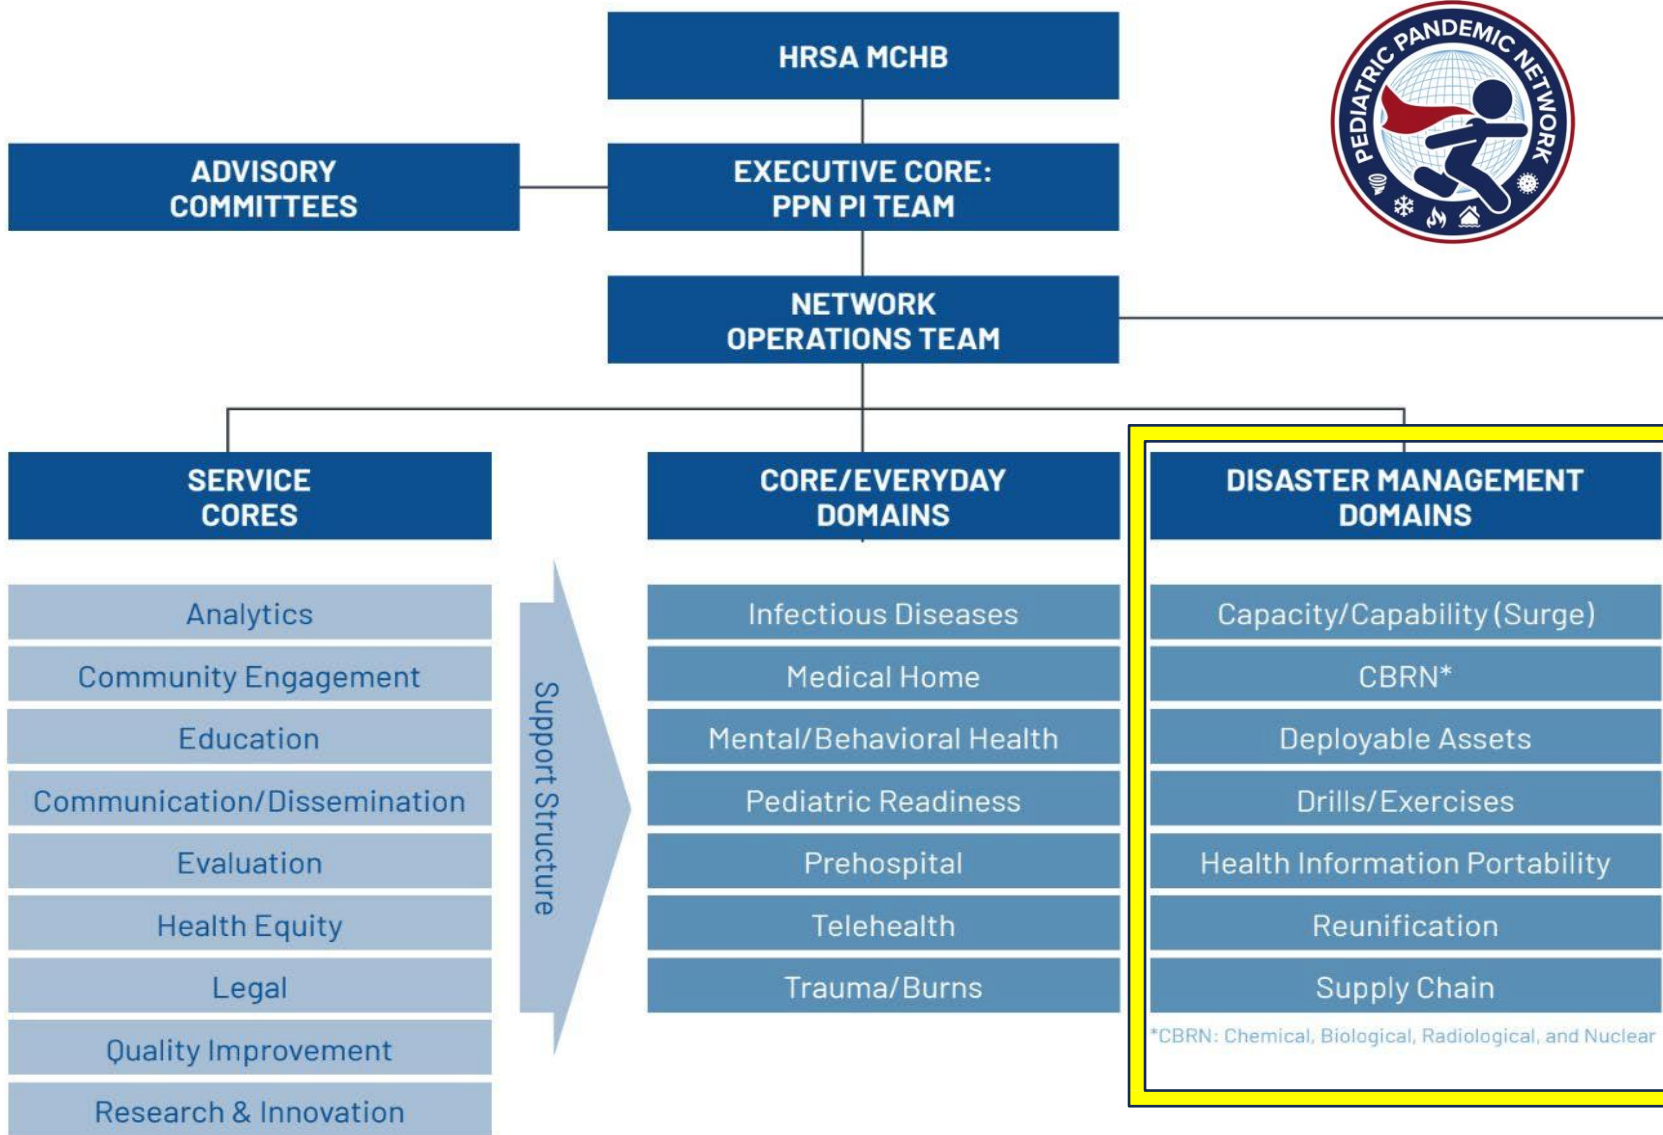 HRSA MCHB
PEDIATRIC PANDEMIC NETWORK
ADVISORY
COMMITTEES
EXECUTIVE CORE:
PPN PI TEAM
NETWORK
OPERATIONS TEAM
SERVICE
CORES
Analytics
Community Engagement
Education
Communication/Dissemination
Evaluation
Health Equity
Legal
Quality Improvement
Research & Innovation
Support Structure
CORE/EVERYDAY
DOMAINS
Infectious Diseases
Medical Home
Mental/Behavioral Health
Pediatric Readiness
Prehospital
Telehealth
Trauma/Burns
DISASTER MANAGEMENT
DOMAINS
Capacity/Capability (Surge)
CBRN*
Deployable Assets
Drills/Exercises
Health Information Portability
Reunification
Supply Chain
*CBRN: Chemical, Biological, Radiological, and Nuclear